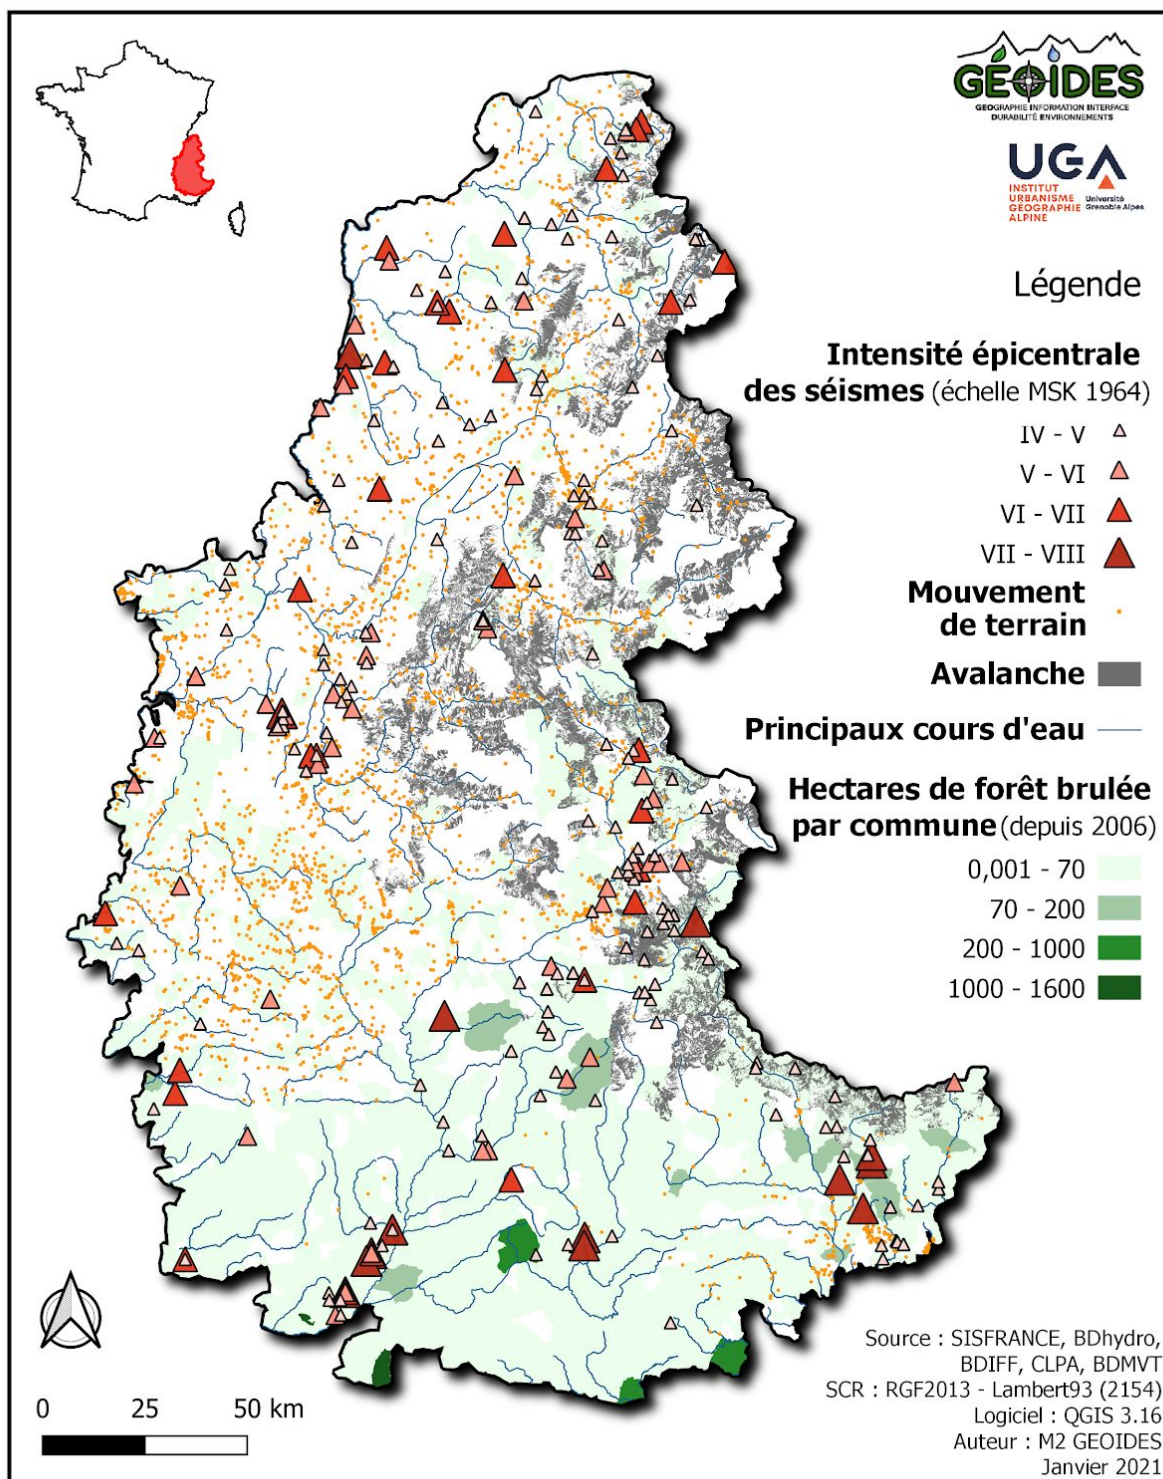 GÉOIDES
GEOGRAPHIE INFORMATION INTERFACE
DURABILITÉ ENVIRONNEMENTS
UGA
INSTITUT
URBANISME
GÉOGRAPHIE
ALPINE
Université
Grenoble Alpes
Légende
Intensité épicentrale
des séismes (échelle MSK 1964)
IV - V
V - VI
VI - VII
VII - VIII
Mouvement
de terrain
Avalanche
Principaux cours d'eau
Hectares de forêt brulée
par commune (depuis 2006)
0,001 - 70
70 - 200
200 - 1000
1000 - 1600
0 25 50 km
Source : SISFRANCE, BDhydro,
BDIFF, CLPA, BDMVT
SCR : RGF2013 - Lambert93 (2154)
Logiciel : QGIS 3.16
Auteur : M2 GEOIDES
Janvier 2021